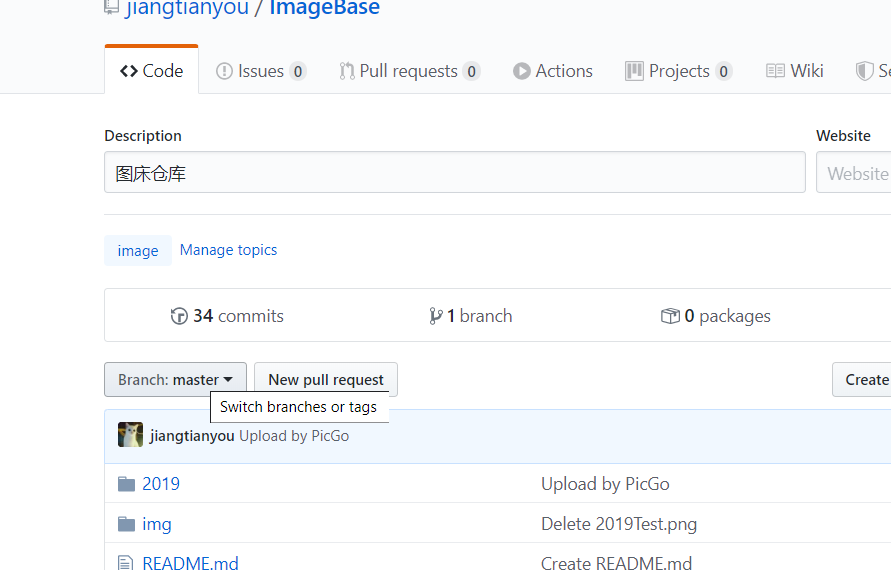 jiangtianyou / ImageBase
Code Issues 0 Pull requests 0 Actions Projects 0 Wiki
Description Website
图床仓库 Website
image Manage topics
34 commits 1 branch 0 packages
Branch: master New pull request Create
Switch branches or tags
jiangtianyou Upload by PicGo
2019 Upload by PicGo
img Delete 2019Test.png
README.md Create README.md